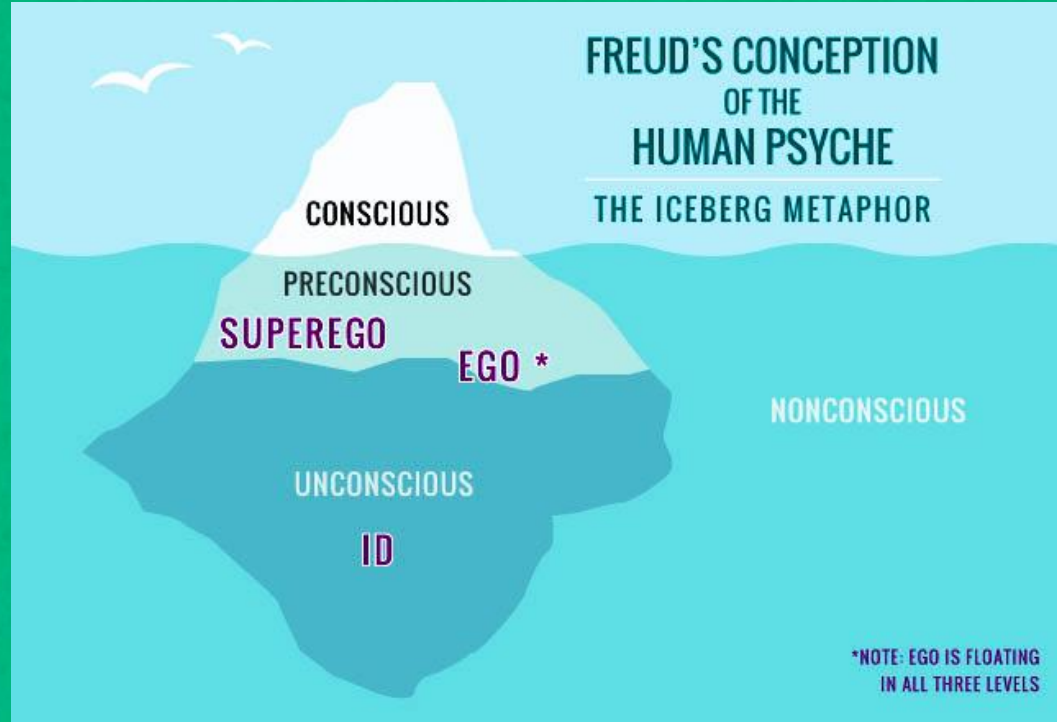 FREUD'S CONCEPTION
OF THE
HUMAN PSYCHE
THE ICEBERG METAPHOR
CONSCIOUS
PRECONSCIOUS
SUPEREGO
EGO *
NONCONSCIOUS
UNCONSCIOUS
ID
*NOTE: EGO IS FLOATING
IN ALL THREE LEVELS